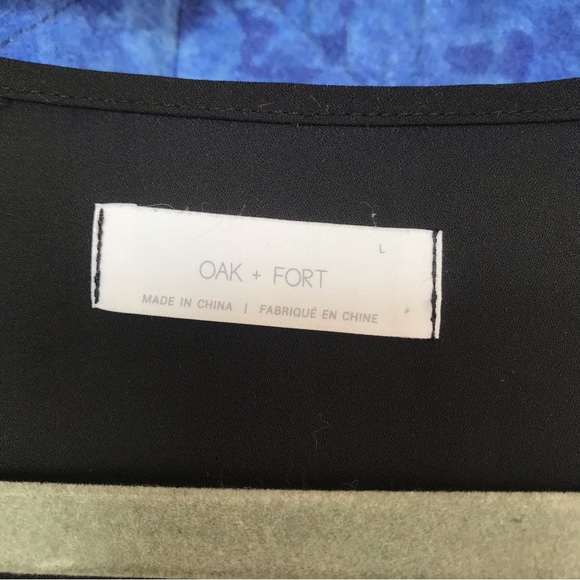 L
OAK + FORT
MADE IN CHINA | FABRIQUÉ EN CHINE